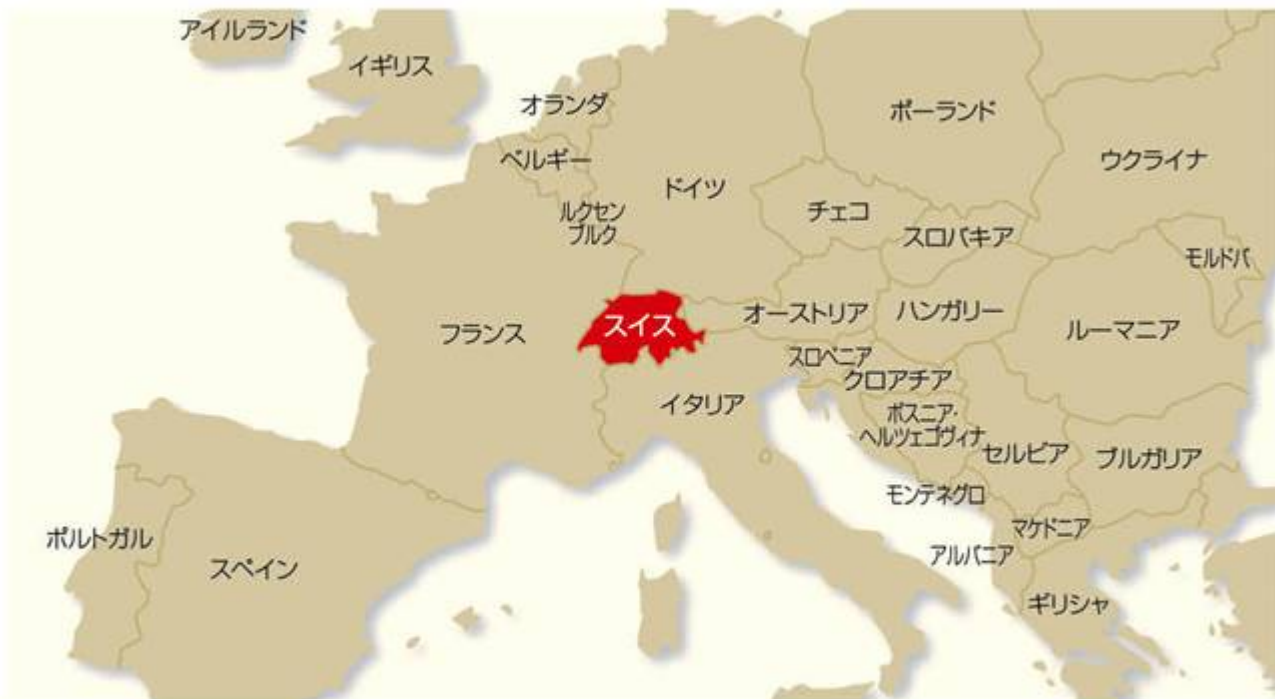 アイルランド
イギリス
オランダ
ポーランド
ベルギー
ウクライナ
ドイツ
チェコ
ルクセン
ブルク
スロバキア
モルドバ
オーストリア
ハンガリー
スイス
フランス
ルーマニア
スロベニア
クロアチア
イタリア
ボスニア・
ヘルツェゴヴィナ
セルビア
ブルガリア
モンテネグロ
マケドニア
ポルトガル
アルバニア
スペイン
ギリシャ